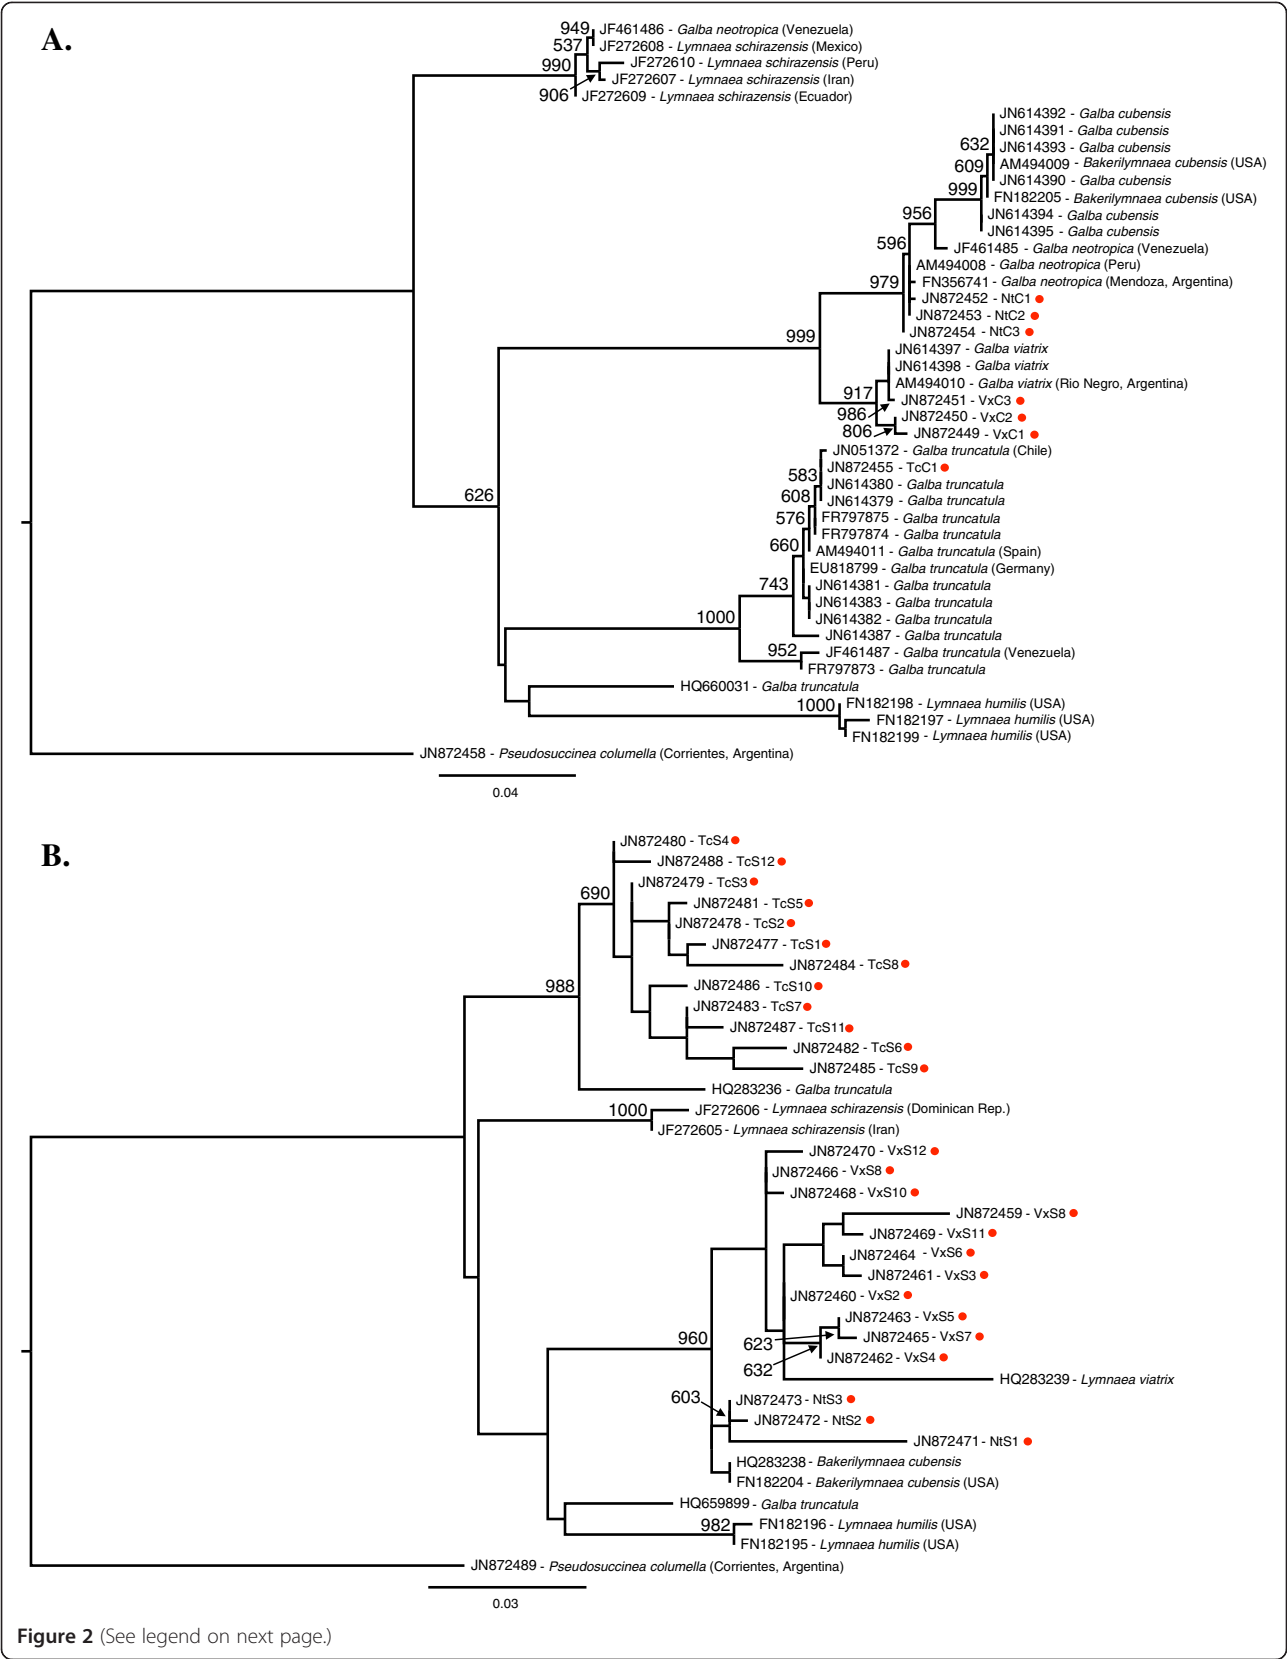 A.
949 JF461486 - Galba neotropica (Venezuela)
537 JF272608 - Lymnaea schirazensis (Mexico)
990 JF272610 - Lymnaea schirazensis (Peru)
JF272607 - Lymnaea schirazensis (Iran)
906 JF272609 - Lymnaea schirazensis (Ecuador)
JN614392 - Galba cubensis
JN614391 - Galba cubensis
632 JN614393 - Galba cubensis
609 AM494009 - Bakerilymnaea cubensis (USA)
JN614390 - Galba cubensis
999 FN182205 - Bakerilymnaea cubensis (USA)
956 JN614394 - Galba cubensis
JN614395 - Galba cubensis
596 JF461485 - Galba neotropica (Venezuela)
AM494008 - Galba neotropica (Peru)
979 FN356741 - Galba neotropica (Mendoza, Argentina)
JN872452 - NtC1
JN872453 - NtC2
JN872454 - NtC3
999
JN614397 - Galba viatrix
JN614398 - Galba viatrix
AM494010 - Galba viatrix (Rio Negro, Argentina)
917 JN872451 - VxC3
986 JN872450 - VxC2
806 JN872449 - VxC1
JN051372 - Galba truncatula (Chile)
JN872455 - TcC1
583 JN614380 - Galba truncatula
608 JN614379 - Galba truncatula
626
576 FR797875 - Galba truncatula
FR797874 - Galba truncatula
660 AM494011 - Galba truncatula (Spain)
EU818799 - Galba truncatula (Germany)
743 JN614381 - Galba truncatula
JN614383 - Galba truncatula
1000 JN614382 - Galba truncatula
JN614387 - Galba truncatula
952 JF461487 - Galba truncatula (Venezuela)
FR797873 - Galba truncatula
HQ660031 - Galba truncatula
1000 FN182198 - Lymnaea humilis (USA)
FN182197 - Lymnaea humilis (USA)
FN182199 - Lymnaea humilis (USA)
JN872458 - Pseudosuccinea columella (Corrientes, Argentina)
0.04
B.
JN872480 - TcS4
JN872488 - TcS12
JN872479 - TcS3
690
JN872481 - TcS5
JN872478 - TcS2
JN872477 - TcS1
JN872484 - TcS8
988 JN872486 - TcS10
JN872483 - TcS7
JN872487 - TcS11
JN872482 - TcS6
JN872485 - TcS9
HQ283236 - Galba truncatula
1000 JF272606 - Lymnaea schirazensis (Dominican Rep.)
JF272605 - Lymnaea schirazensis (Iran)
JN872470 - VxS12
JN872466 - VxS8
JN872468 - VxS10
JN872459 - VxS8
JN872469 - VxS11
JN872464 - VxS6
JN872461 - VxS3
JN872460 - VxS2
JN872463 - VxS5
960
623 JN872465 - VxS7
JN872462 - VxS4
632
HQ283239 - Lymnaea viatrix
603 JN872473 - NtS3
JN872472 - NtS2
JN872471 - NtS1
HQ283238 - Bakerilymnaea cubensis
FN182204 - Bakerilymnaea cubensis (USA)
HQ659899 - Galba truncatula
982 FN182196 - Lymnaea humilis (USA)
FN182195 - Lymnaea humilis (USA)
JN872489 - Pseudosuccinea columella (Corrientes, Argentina)
0.03
Figure 2 (See legend on next page.)